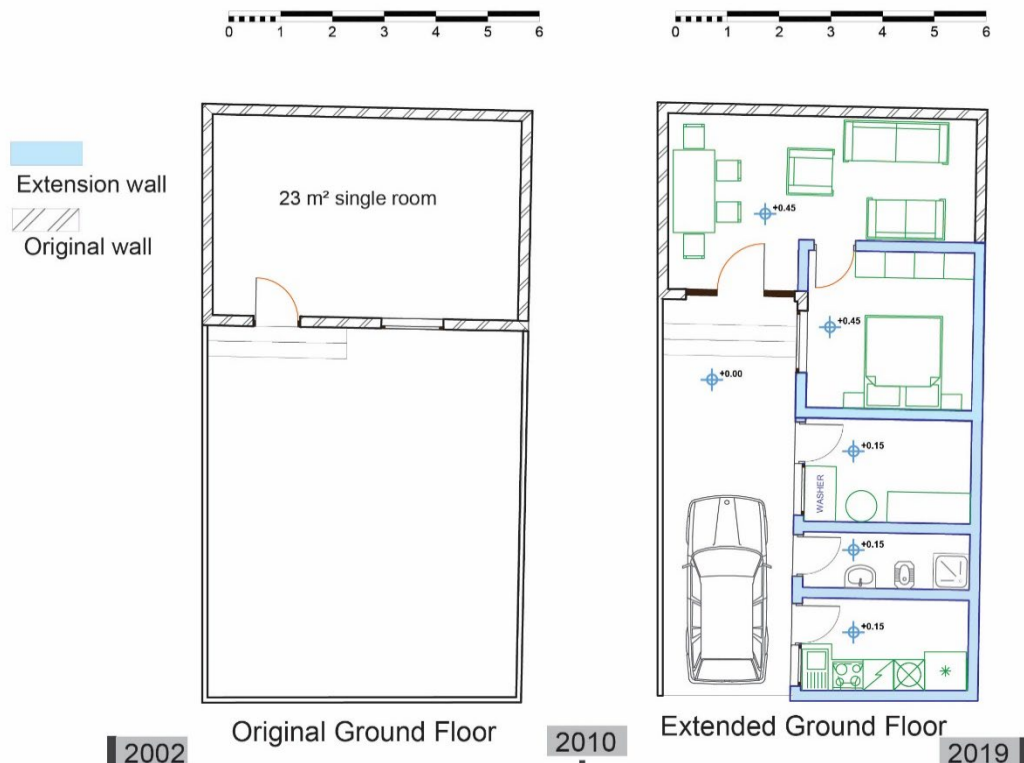 0 1 2 3 4 5 6
0 1 2 3 4 5 6
Extension wall
Original wall
23 m² single room
+0.45
+0.45
+0.00
+0.15
WASHER
+0.15
+0.15
Original Ground Floor
Extended Ground Floor
2002
2010
2019